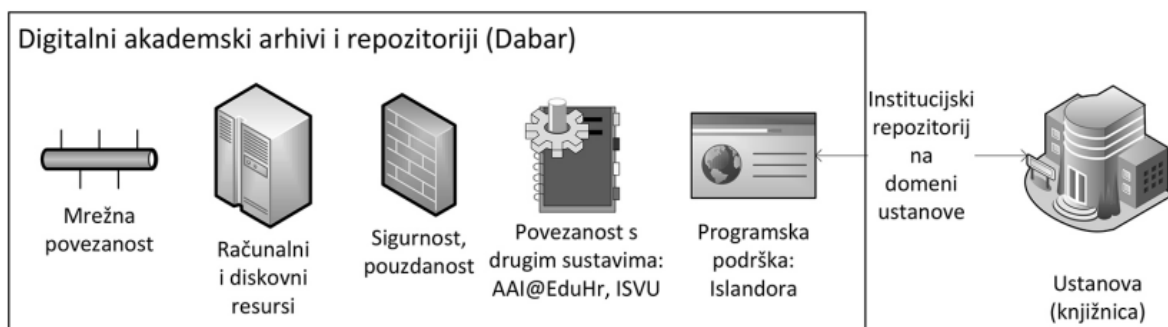 Digitalni akademski arhivi i repozitoriji (Dabar)
Mrežna
povezanost
Računalni
i diskovni
resursi
Sigurnost,
pouzdanost
Povezanost s
drugim sustavima:
AAI@EduHr, ISVU
Programska
podrška:
Islandora
Institucijski
repozitorij
na
domeni
ustanove
Ustanova
(knjižnica)